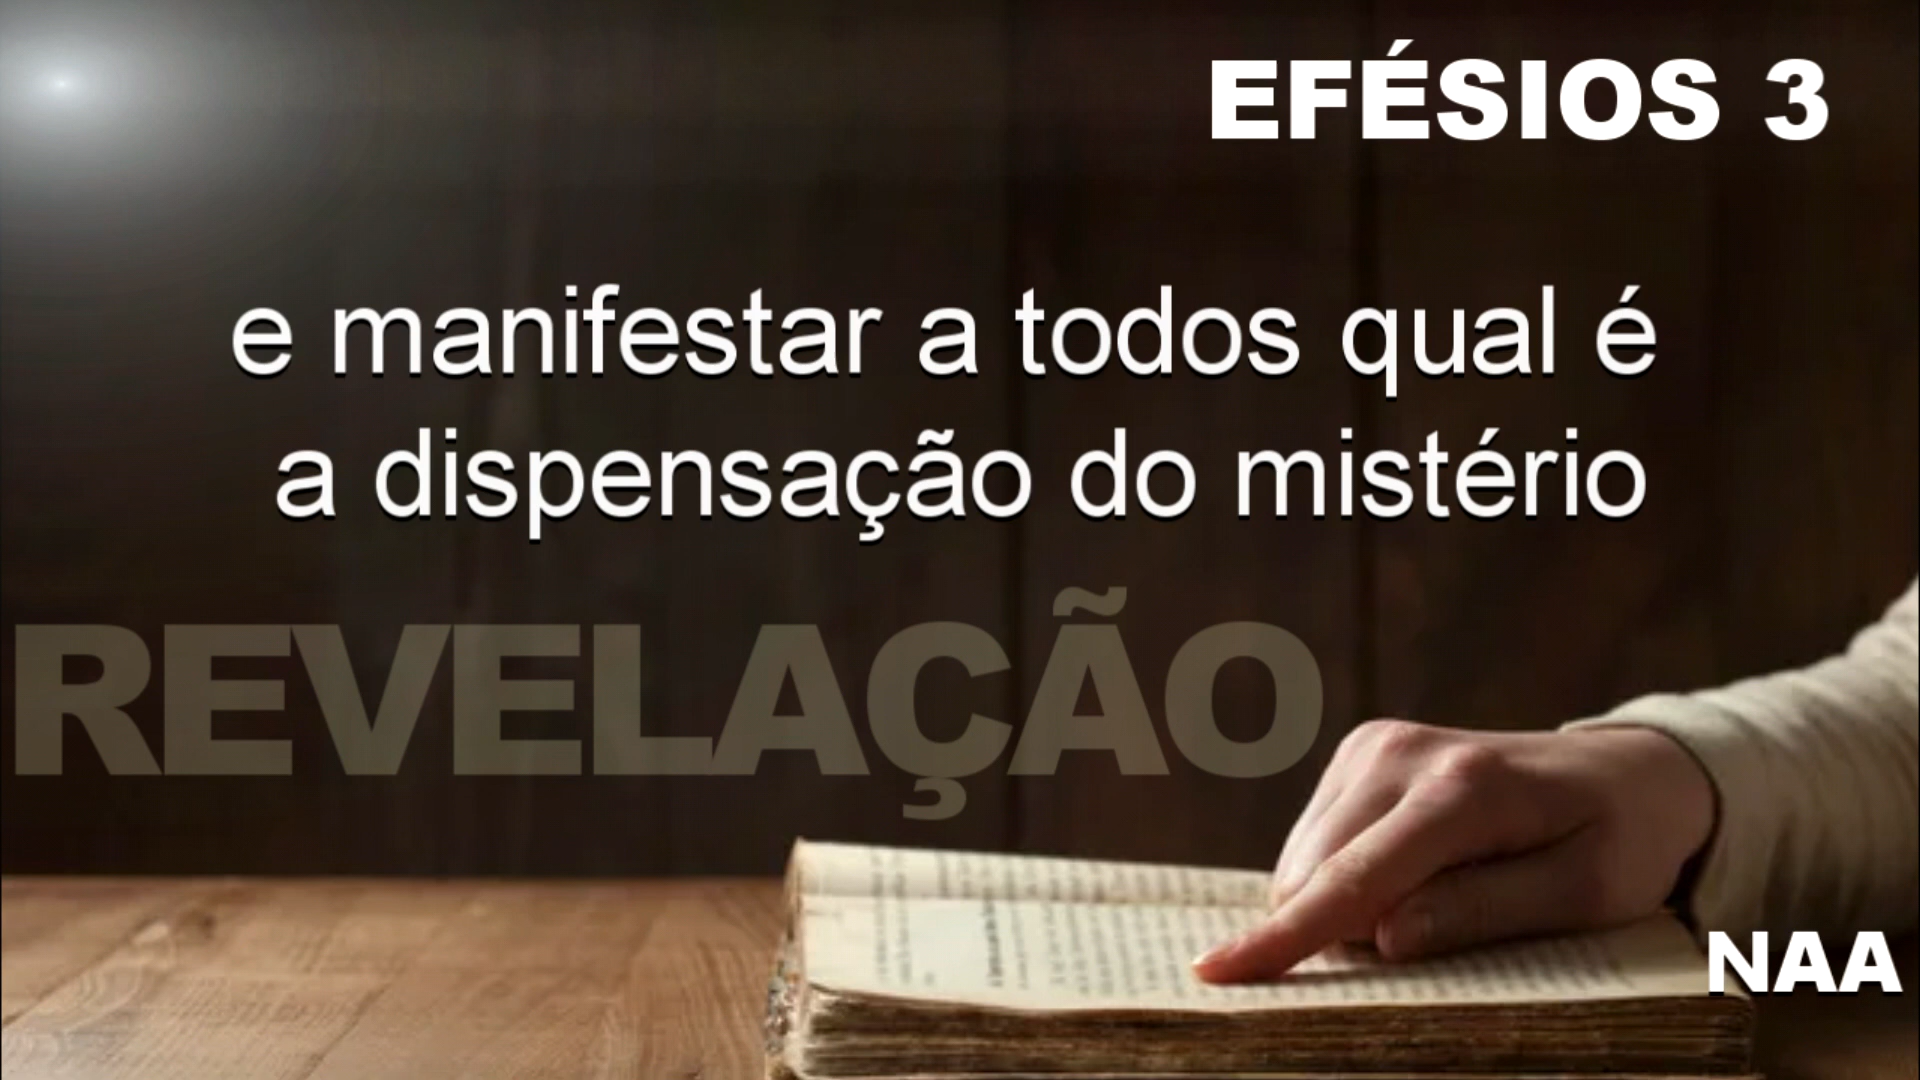 EFÉSIOS 3
e manifestar a todos qual é
a dispensação do mistério
REVELAÇÃO
NAA